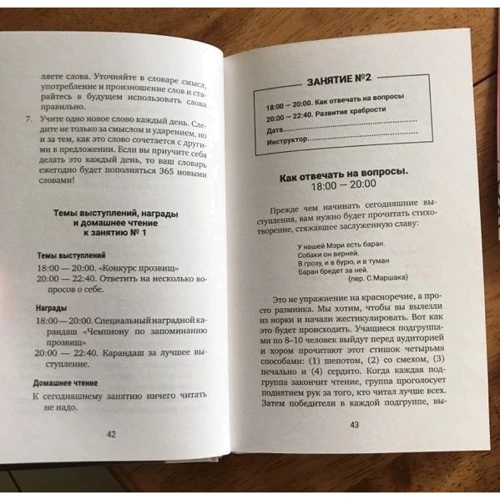 ляете слова. Уточняйте в словаре смысл,
употребление и произношение слов и ста-
райтесь в будущем использовать слова
правильно.
7. Учите одно новое слово каждый день. Сле-
дите не только за смыслом и ударением, но
и за тем, как это слово сочетается с други-
ми в предложении. Если вы приучите себя
делать это каждый день, то ваш словарь
ежегодно будет пополняться 365 новыми
словами!
Темы выступлений, награды
и домашнее чтение
к занятию № 1
Темы выступлений
18:00 — 20:00. «Конкурс прозвищ»
20:00 — 22:40. Ответить на несколько во-
просов о себе.
Награды
18:00—20:00. Специальный наградной ка-
рандаш «Чемпиону по запоминанию
прозвищ»
20:00 — 22:40. Карандаш за лучшее вы-
ступление.
Домашнее чтение
К сегодняшнему занятию ничего читать
не надо.
42
ЗАНЯТИЕ №2
18:00 — 20:00. Как отвечать на вопросы
20:00 — 22:40. Развитие храбрости
Дата
Инструктор
Как отвечать на вопросы.
18:00 — 20:00
Прежде чем начинать сегодняшние вы-
ступления, вам нужно будет прочитать стихо-
творение, стяжавшее заслуженную славу:
У нашей Мэри есть баран.
Собаки он верней.
В грозу, и в бурю, и в туман
Баран бредет за ней.
(пер. С.Маршака)
Это не упражнение на красноречие, а про-
сто разминка. Мы хотим, чтобы вы вылезли
из норки и начали жестикулировать. Вот как
это будет происходить. Учащиеся подгруппа-
ми по 8–10 человек выйдут перед аудиторией
и хором прочитают этот стишок четырьмя
способами: (1) шепотом, (2) со смехом, (3)
печально и (4) сердито. Когда каждая под-
группа закончит чтение, группа проголосует
поднятием рук за того, кто читал лучше всех.
Затем победители в каждой подгруппе, вы-
43